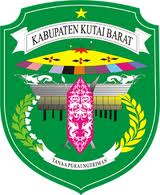 KABUPATEN KUTAI BARAT
TANAA PURAI NGERIMAN